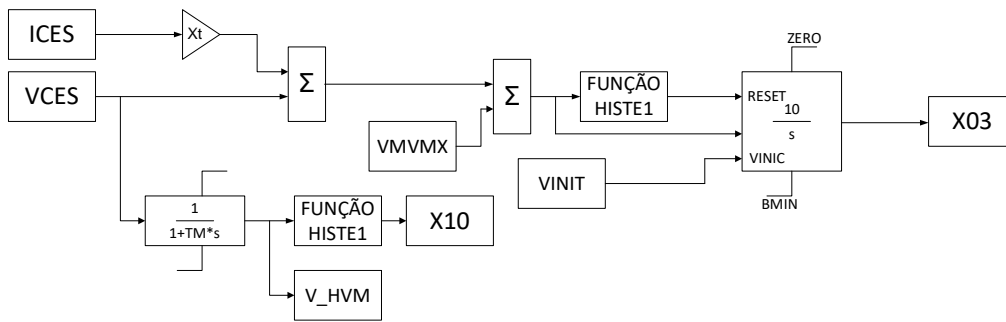 ICES
Xt
VCES
Σ
Σ
VMVMX
FUNÇÃO
HISTE1
ZERO
RESET
10
s
VINIC
BMIN
X03
VINIT
1
1+TM*s
FUNÇÃO
HISTE1
X10
V_HVM